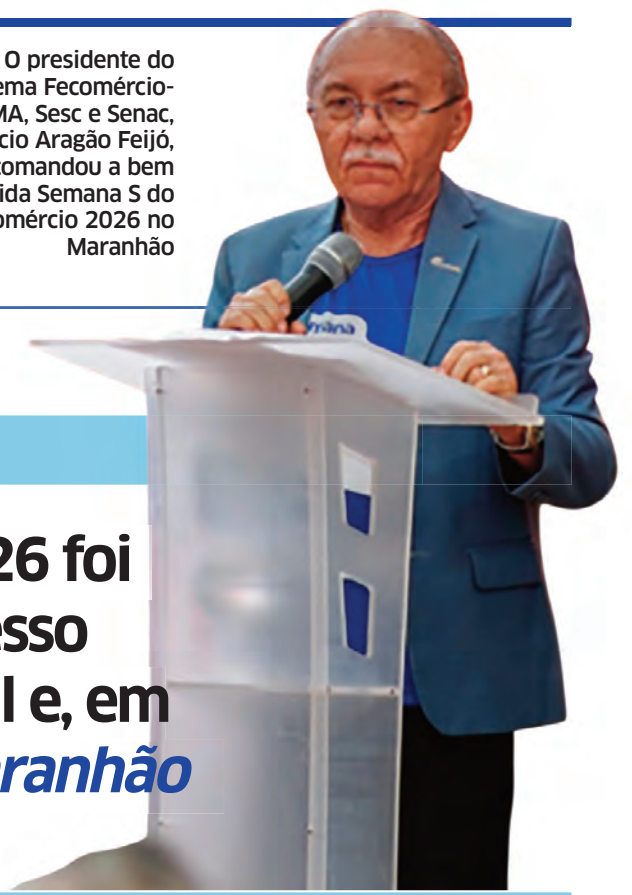 O presidente do
ema Fecomércio-
MA, Sesc e Senac,
cio Aragão Feijó,
comandou a bem
ida Semana S do
omércio 2026 no
Maranhão
mana
26 foi
esso
l e, em
aranhão